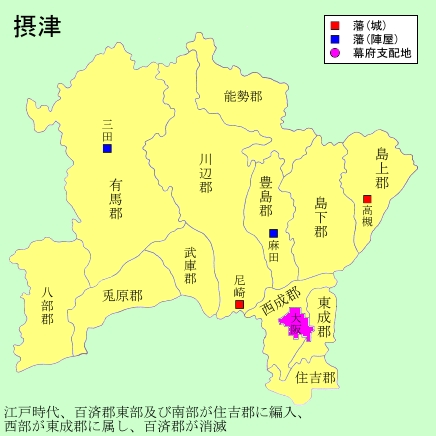 摂津
藩(城)
藩(陣屋)
幕府支配地
能勢郡
三田
有馬郡
川辺郡
豊島郡
麻田
島下郡
島上郡
高槻
武庫郡
尼崎
八部郡
兎原郡
西成郡
大坂
東成郡
住吉郡
江戸時代、百済郡東部及び南部が住吉郡に編入、
西部が東成郡に属し、百済郡が消滅